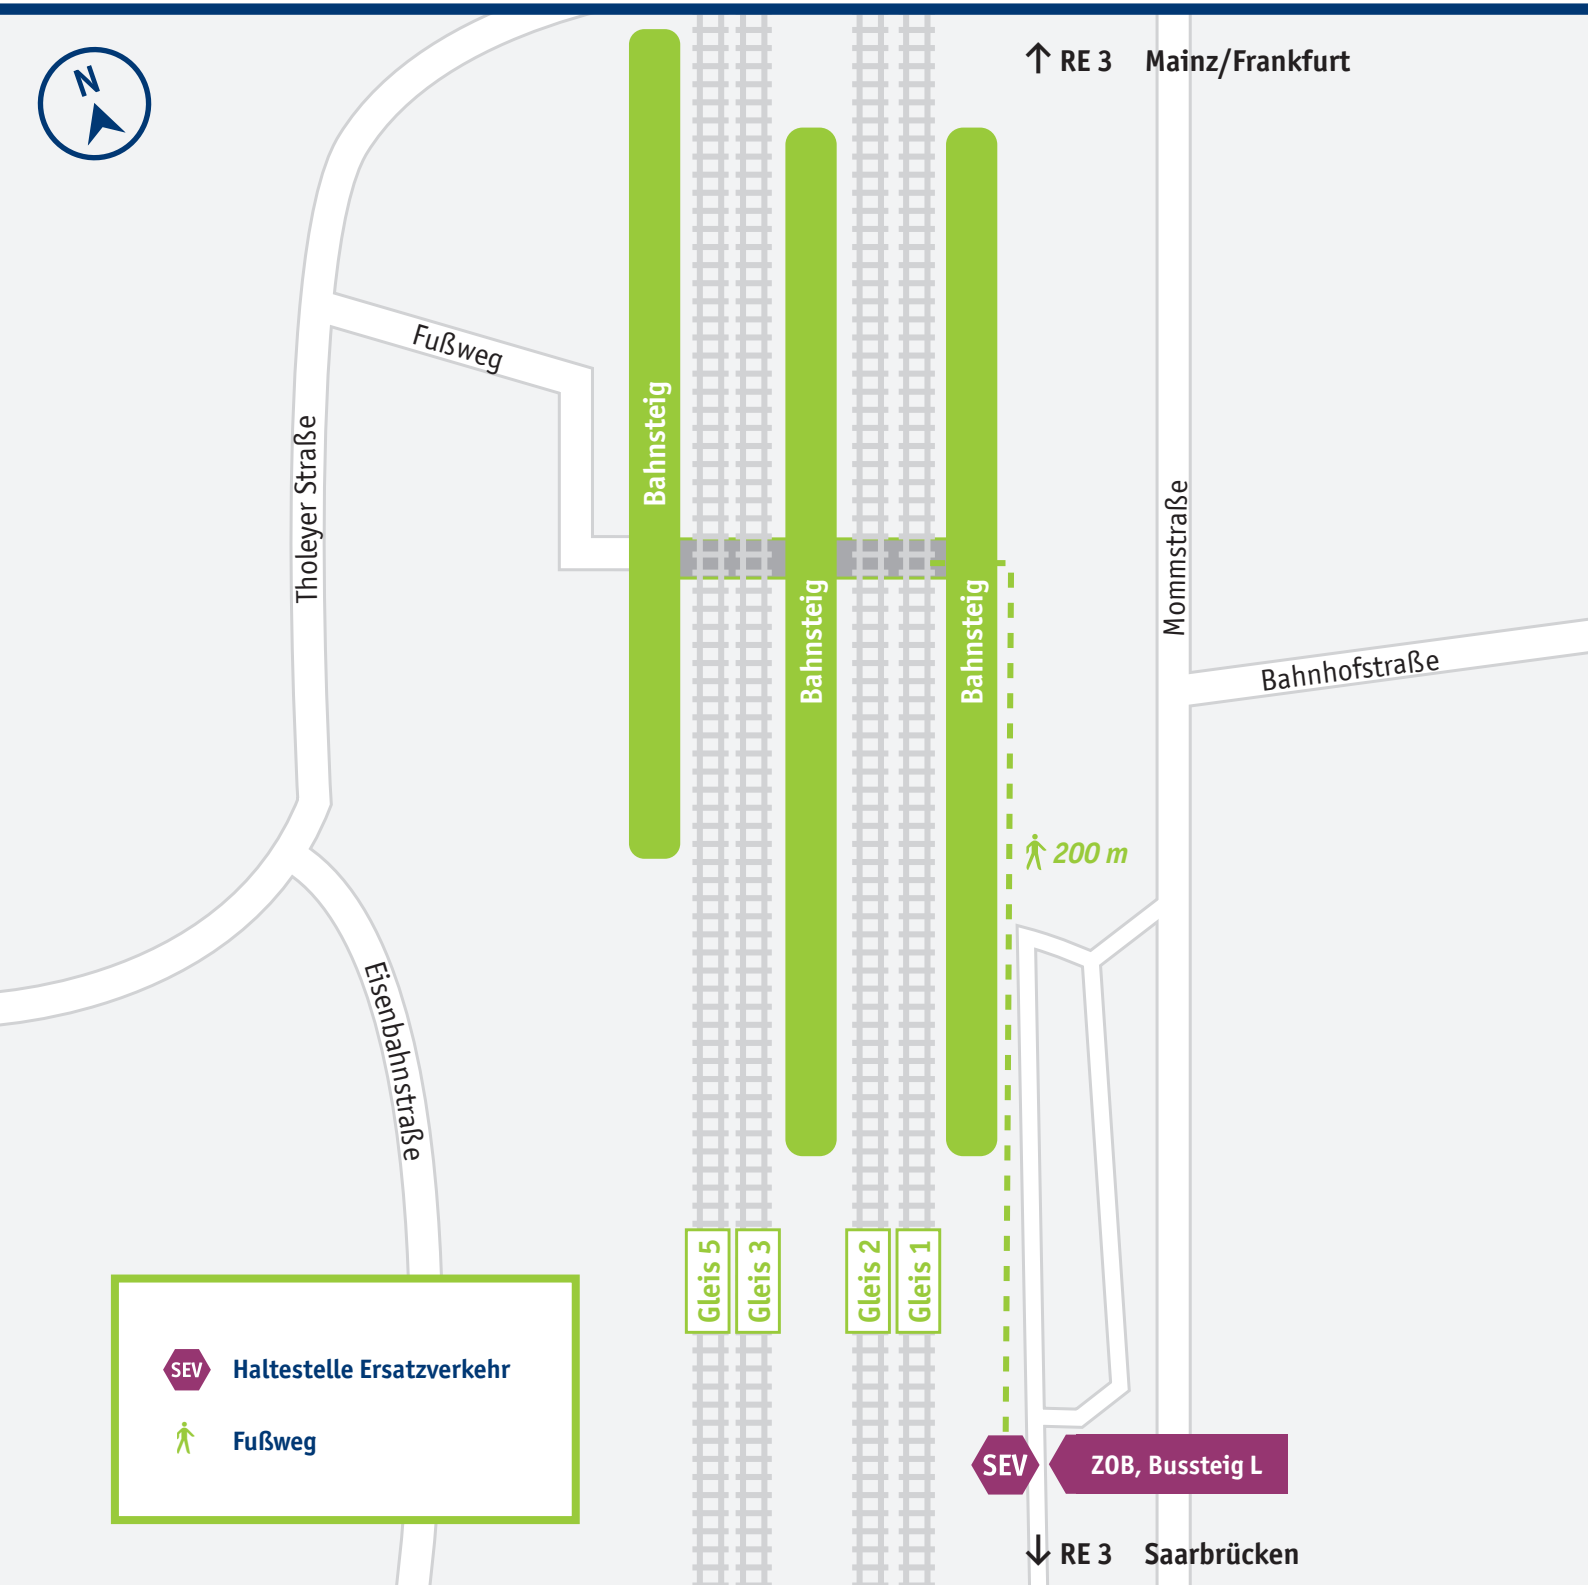 N
↑ RE 3 Mainz/Frankfurt
Fußweg
Tholeyer Straße
Bahnsteig
Bahnsteig
Bahnsteig
Mommstraße
Bahnhofstraße
200 m
Eisenbahnstraße
Gleis 5
Gleis 3
Gleis 2
Gleis 1
SEV Haltestelle Ersatzverkehr
Fußweg
SEV
ZOB, Bussteig L
↓ RE 3 Saarbrücken